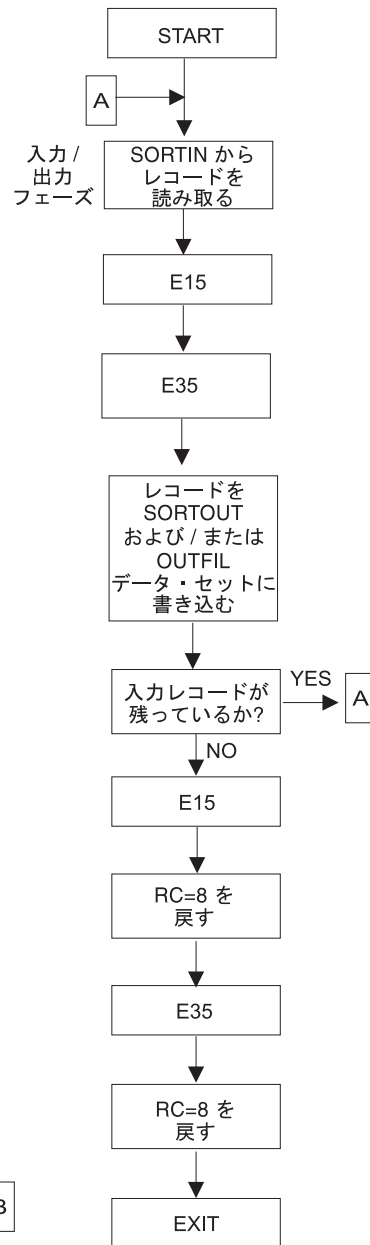 START
A
入力 /
出力
フェーズ
SORTIN から
レコードを
読み取る
E15
E35
レコードを
SORTOUT
および / または
OUTFIL
データ・セットに
書き込む
入力レコードが
残っているか?
YES
A
NO
E15
RC=8 を
戻す
E35
RC=8 を
戻す
EXIT